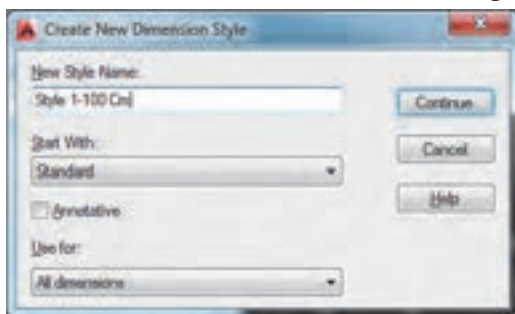 Create New Dimension Style
New Style Name:
Style 1-100 Cm
Continue
Start With:
Cancel
Standard
Help
Annotative
Use for:
All dimensions